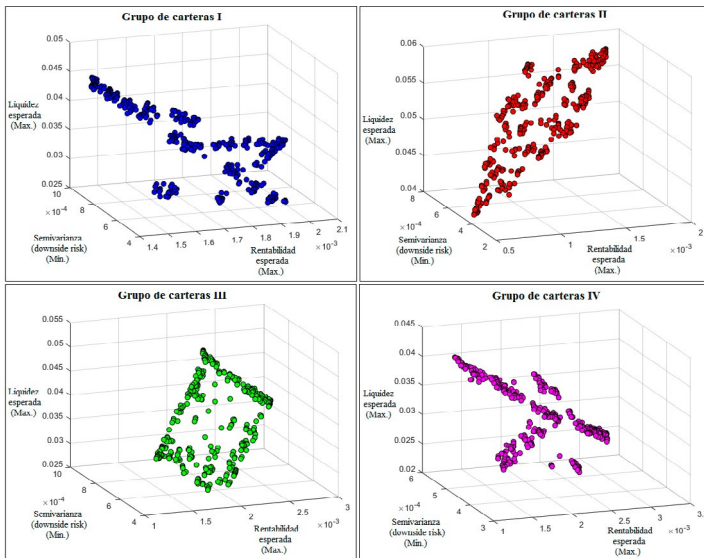 Grupo de carteras I
0.05
0.045
0.04
0.035
0.03
0.025
Liquidez
esperada
(Max.)
10
8
6
4
×10⁻⁴
Semivarianza
(downside risk)
(Min.)
1.4
1.5
1.6
1.7
1.8
1.9
2
2.1
×10⁻³
Rentabilidad
esperada
(Max.)
Grupo de carteras II
0.06
0.055
0.05
0.045
0.04
Liquidez
esperada
(Max.)
8
6
4
2
×10⁻⁴
Semivarianza
(downside risk)
(Min.)
0.5
1
1.5
2
×10⁻³
Rentabilidad
esperada
(Max.)
Grupo de carteras III
0.055
0.05
0.045
0.04
0.035
0.03
0.025
Liquidez
esperada
(Max.)
10
8
6
4
×10⁻⁴
Semivarianza
(downside risk)
(Min.)
1
1.5
2
2.5
3
×10⁻³
Rentabilidad
esperada
(Max.)
Grupo de carteras IV
0.045
0.04
0.035
0.03
0.025
0.02
Liquidez
esperada
(Max.)
6
5
4
3
×10⁻⁴
Semivarianza
(downside risk)
(Min.)
1
1.5
2
2.5
3
×10⁻³
Rentabilidad
esperada
(Max.)